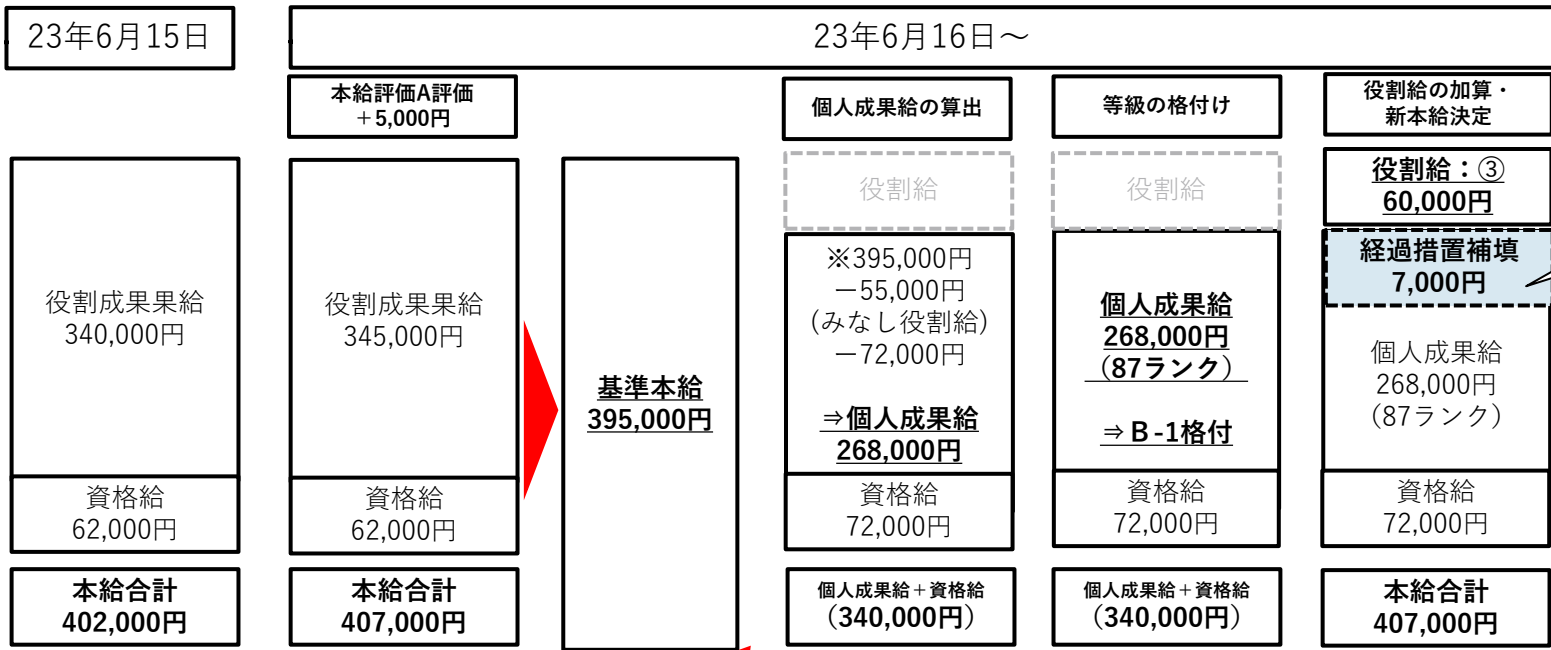 23年6月15日
23年6月16日～
本給評価A評価
＋5,000円
個人成果給の算出
等級の格付け
役割給の加算・
新本給決定
役割成果果給
340,000円
資格給
62,000円
本給合計
402,000円
役割成果果給
345,000円
資格給
62,000円
本給合計
407,000円
基準本給
395,000円
役割給
※395,000円
－55,000円
(みなし役割給)
－72,000円
⇒個人成果給
268,000円
資格給
72,000円
個人成果給＋資格給
（340,000円）
役割給
個人成果給
268,000円
（87ランク）
⇒Ｂ-1格付
資格給
72,000円
個人成果給＋資格給
（340,000円）
役割給：③
60,000円
経過措置補填
7,000円
個人成果給
268,000円
(87ランク)
資格給
72,000円
本給合計
407,000円